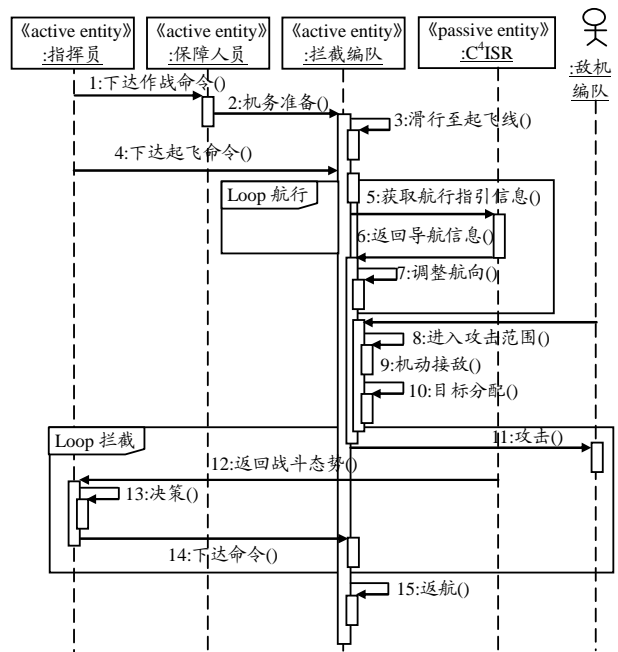 《active entity》
:指挥员
《active entity》
:保障人员
《active entity》
:拦截编队
《passive entity》
:C⁴ISR
:敌机
编队
1:下达作战命令()
2:机务准备()
3:滑行至起飞线()
4:下达起飞命令()
Loop 航行
5:获取航行指引信息()
6:返回导航信息()
7:调整航向()
8:进入攻击范围()
9:机动接敌()
10:目标分配()
Loop 拦截
11:攻击()
12:返回战斗态势()
13:决策()
14:下达命令()
15:返航()